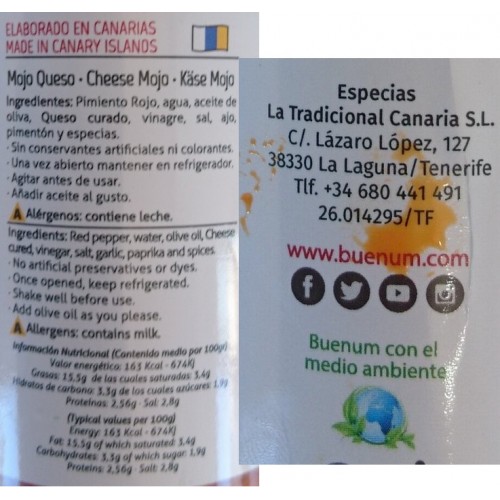 ELABORADO EN CANARIAS
MADE IN CANARY ISLANDS
Mojo Queso · Cheese Mojo · Käse Mojo
Ingredientes: Pimiento Rojo, agua, aceite de
oliva, Queso curado, vinagre, sal, ajo,
pimentón y especias.
· Sin conservantes artificiales ni colorantes.
· Una vez abierto mantener en refrigerador.
· Agitar antes de usar.
· Añadir aceite al gusto.
Alérgenos: contiene leche.
Ingredients: Red pepper, water, olive oil, Cheese
cured, vinegar, salt, garlic, paprika and spices.
· No artificial preservatives or dyes.
· Once opened, keep refrigerated.
· Shake well before use.
· Add olive oil as you please.
Allergens: contains milk.
Información Nutricional (Contenido medio por 100gr)
Valor energético: 163 Kcal - 674KJ
Grasas: 15,5g de las cuales saturadas: 3,4g
Hidratos de carbono: 3,3g de los cuales azúcares: 1,9g
Proteínas: 2,56g · Sal: 2,8g
(Typical values per 100g)
Energy: 163 Kcal - 674KJ
Fat: 15,5g of which saturated: 3,4g
Carbohydrates: 3,3g of which sugar: 1,9g
Proteins: 2,56g · Salt: 2,8g
Especias
La Tradicional Canaria S.L.
C/. Lázaro López, 127
38330 La Laguna/Tenerife
Tlf. +34 680 441 491
26.014295/TF
www.buenum.com
Buenum con el
medio ambiente